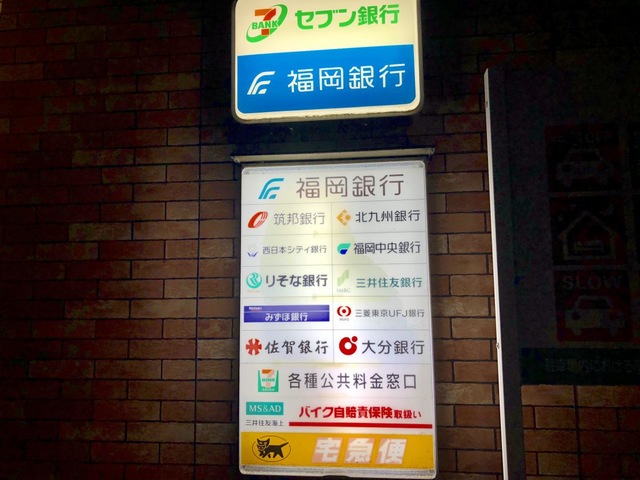 7 BANK セブン銀行
福岡銀行
福岡銀行
筑邦銀行 北九州銀行
西日本シティ銀行 福岡中央銀行
りそな銀行 三井住友銀行
SMBC
みずほ銀行 三菱東京UFJ銀行
佐賀銀行 大分銀行
各種公共料金窓口
MS&AD
三井住友海上
バイク自賠責保険取扱い
宅急便
SLOW